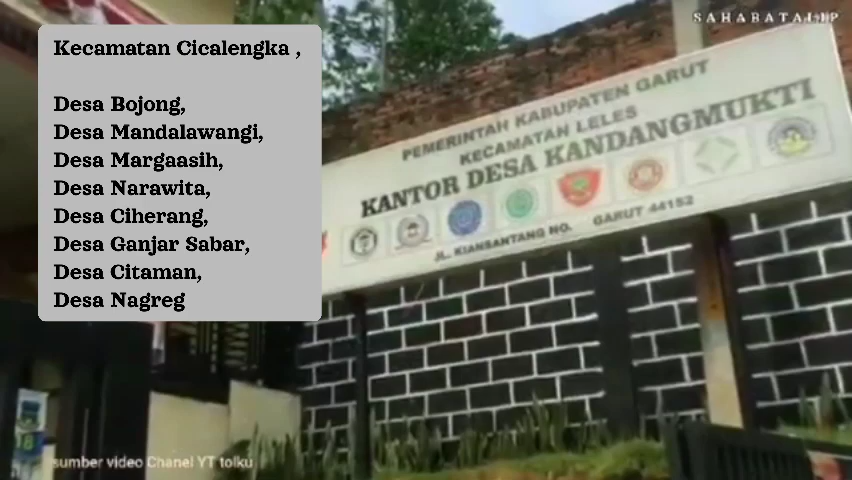 SAHABATALIP
Kecamatan Cicalengka ,
Desa Bojong,
Desa Mandalawangi,
Desa Margaasih,
Desa Narawita,
Desa Ciherang,
Desa Ganjar Sabar,
Desa Citaman,
Desa Nagreg
PEMERINTAH KABUPATEN GARUT
KECAMATAN LELES
KANTOR DESA KANDANGMUKTI
JL. KIANSANTANG NO. GARUT 44152
sumber video Chanel YT tolku